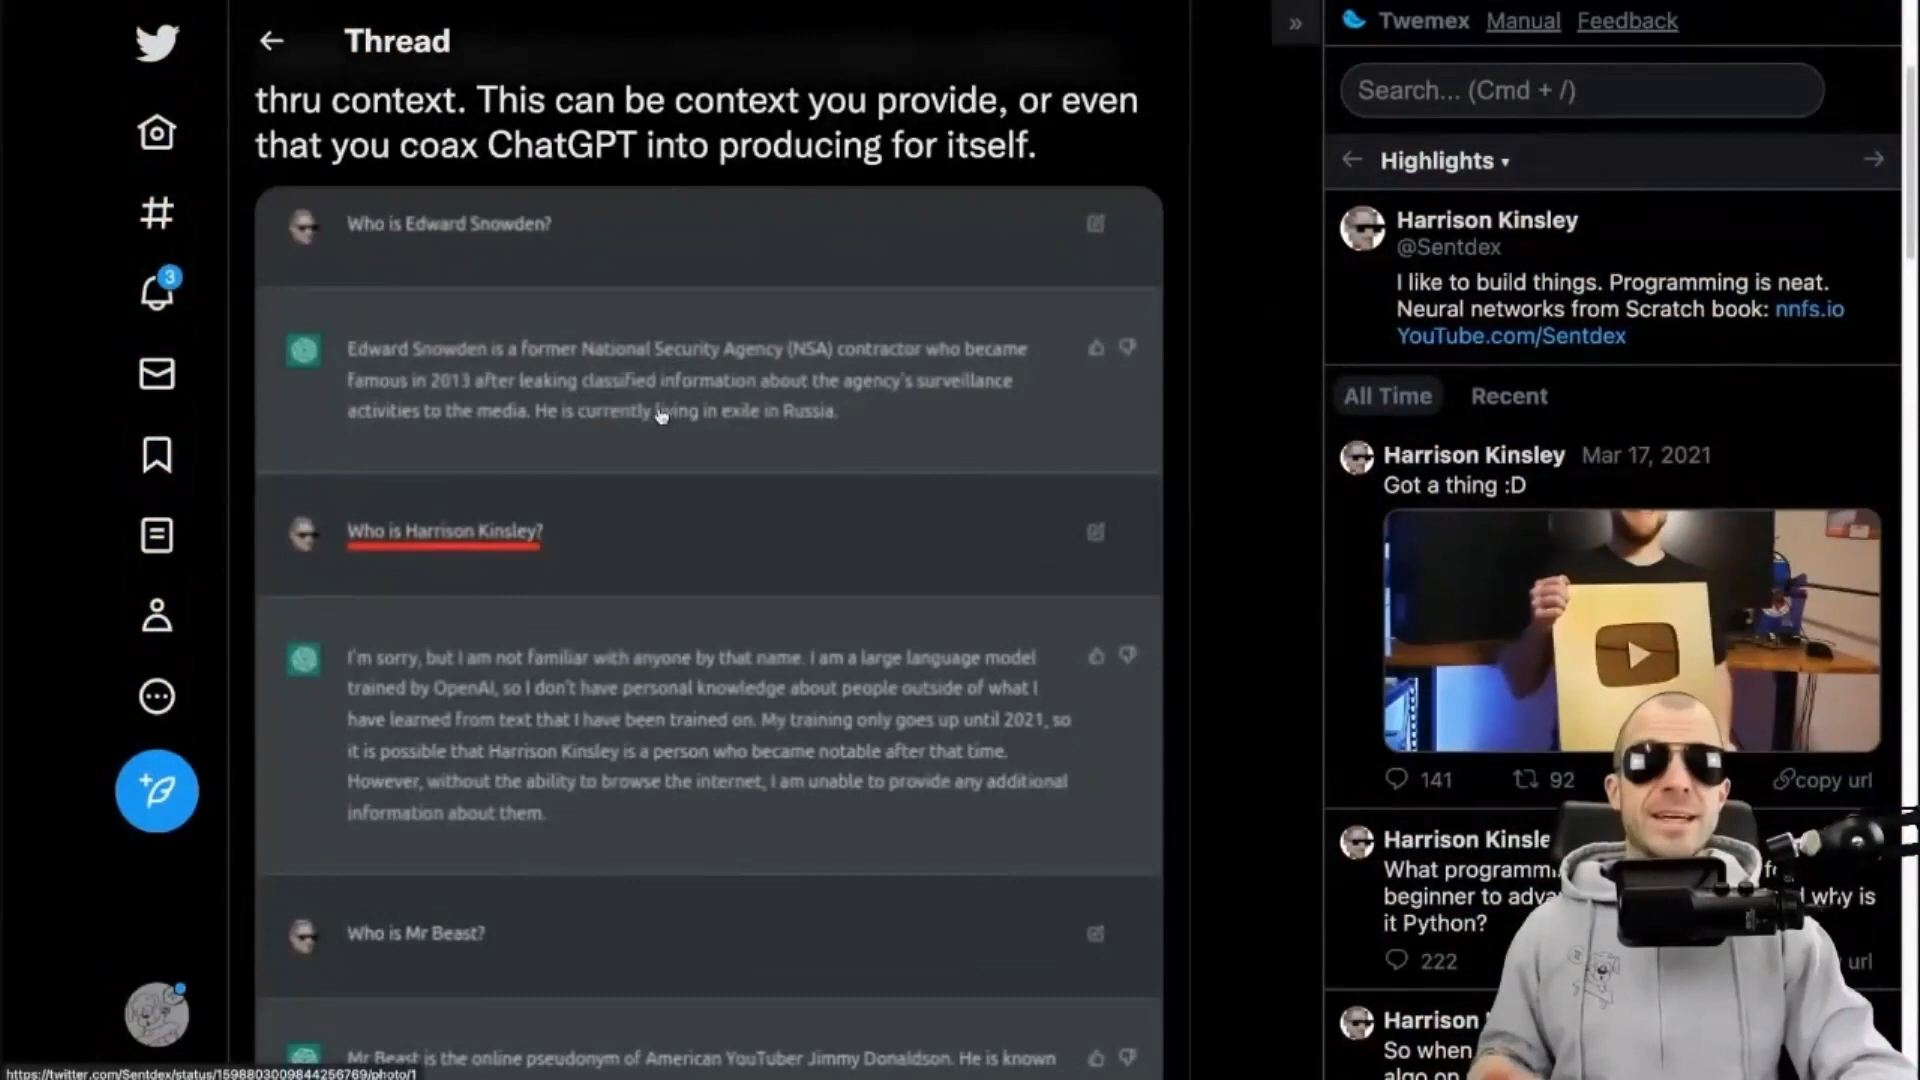 Thread
thru context. This can be context you provide, or even
that you coax ChatGPT into producing for itself.
Who is Edward Snowden?
Edward Snowden is a former National Security Agency (NSA) contractor who became
famous in 2013 after leaking classified information about the agency's surveillance
activities to the media. He is currently living in exile in Russia.
Who is Harrison Kinsley?
I'm sorry, but I am not familiar with anyone by that name. I am a large language model
trained by OpenAI, so I don't have personal knowledge about people outside of what I
have learned from text that I have been trained on. My training only goes up until 2021, so
it is possible that Harrison Kinsley is a person who became notable after that time.
However, without the ability to browse the internet, I am unable to provide any additional
information about them.
Who is Mr Beast?
Mr Beast is the online pseudonym of American YouTuber Jimmy Donaldson. He is known
3
https://twitter.com/Sentdex/status/1598803009844256769/photo/1
»
Twemex Manual Feedback
Search... (Cmd + /)
Highlights
Harrison Kinsley
@Sentdex
I like to build things. Programming is neat.
Neural networks from Scratch book: nnfs.io
YouTube.com/Sentdex
All Time Recent
Harrison Kinsley Mar 17, 2021
Got a thing :D
141 92 copy url
Harrison Kinsle
What programm
beginner to adva why is
it Python?
222 url
Harrison
So when
algo on